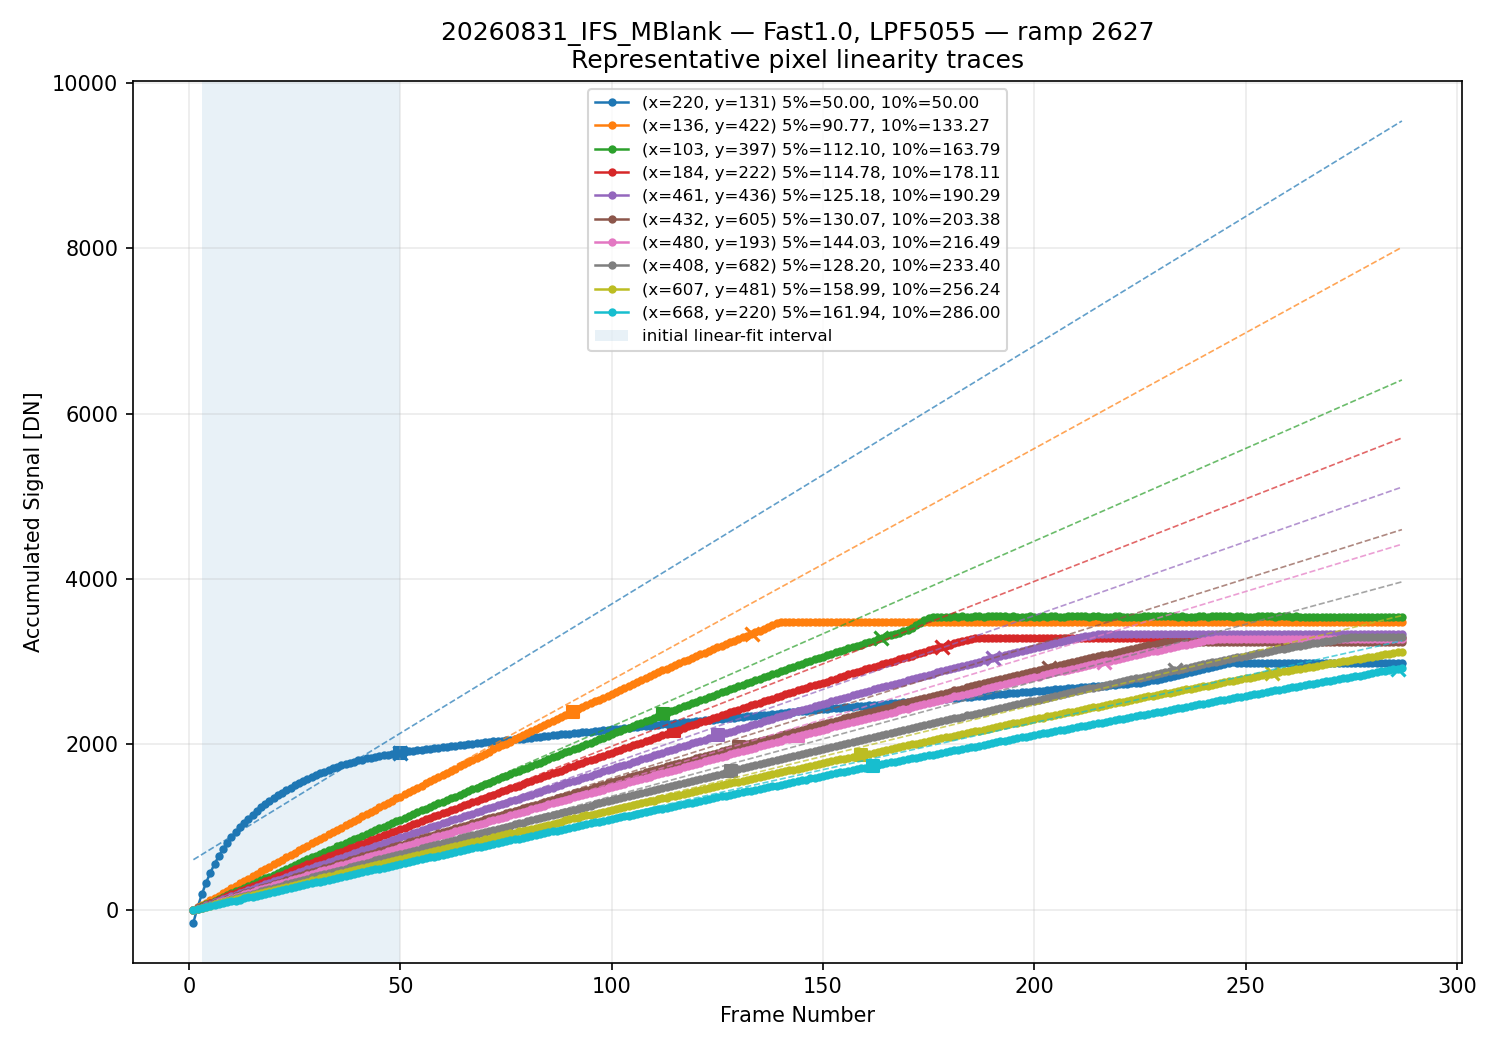 20260831_IFS_MBlank — Fast1.0, LPF5055 — ramp 2627
Representative pixel linearity traces
10000
8000
6000
4000
2000
0
Accumulated Signal [DN]
(x=220, y=131) 5%=50.00, 10%=50.00
(x=136, y=422) 5%=90.77, 10%=133.27
(x=103, y=397) 5%=112.10, 10%=163.79
(x=184, y=222) 5%=114.78, 10%=178.11
(x=461, y=436) 5%=125.18, 10%=190.29
(x=432, y=605) 5%=130.07, 10%=203.38
(x=480, y=193) 5%=144.03, 10%=216.49
(x=408, y=682) 5%=128.20, 10%=233.40
(x=607, y=481) 5%=158.99, 10%=256.24
(x=668, y=220) 5%=161.94, 10%=286.00
initial linear-fit interval
0 50 100 150 200 250 300
Frame Number